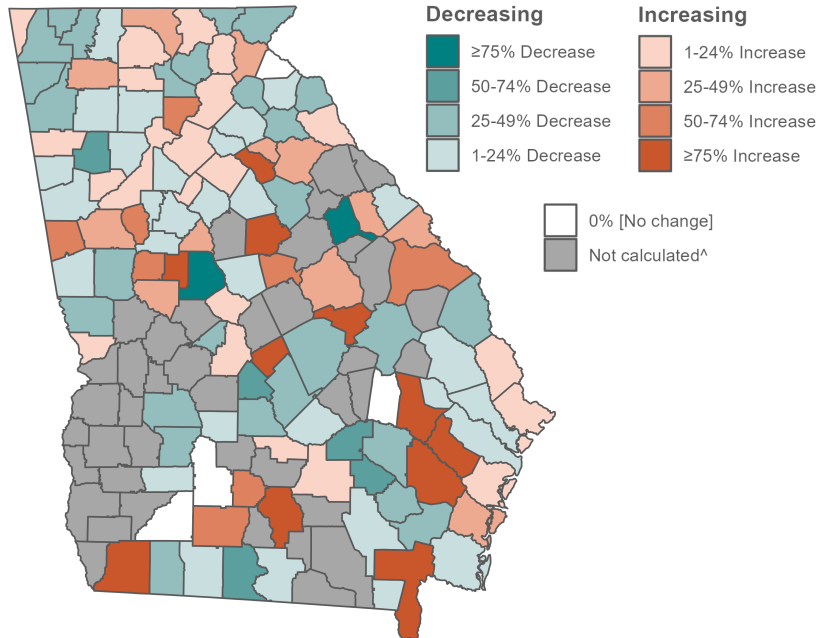 Decreasing
≥75% Decrease
50-74% Decrease
25-49% Decrease
1-24% Decrease
Increasing
1-24% Increase
25-49% Increase
50-74% Increase
≥75% Increase
0% [No change]
Not calculated^